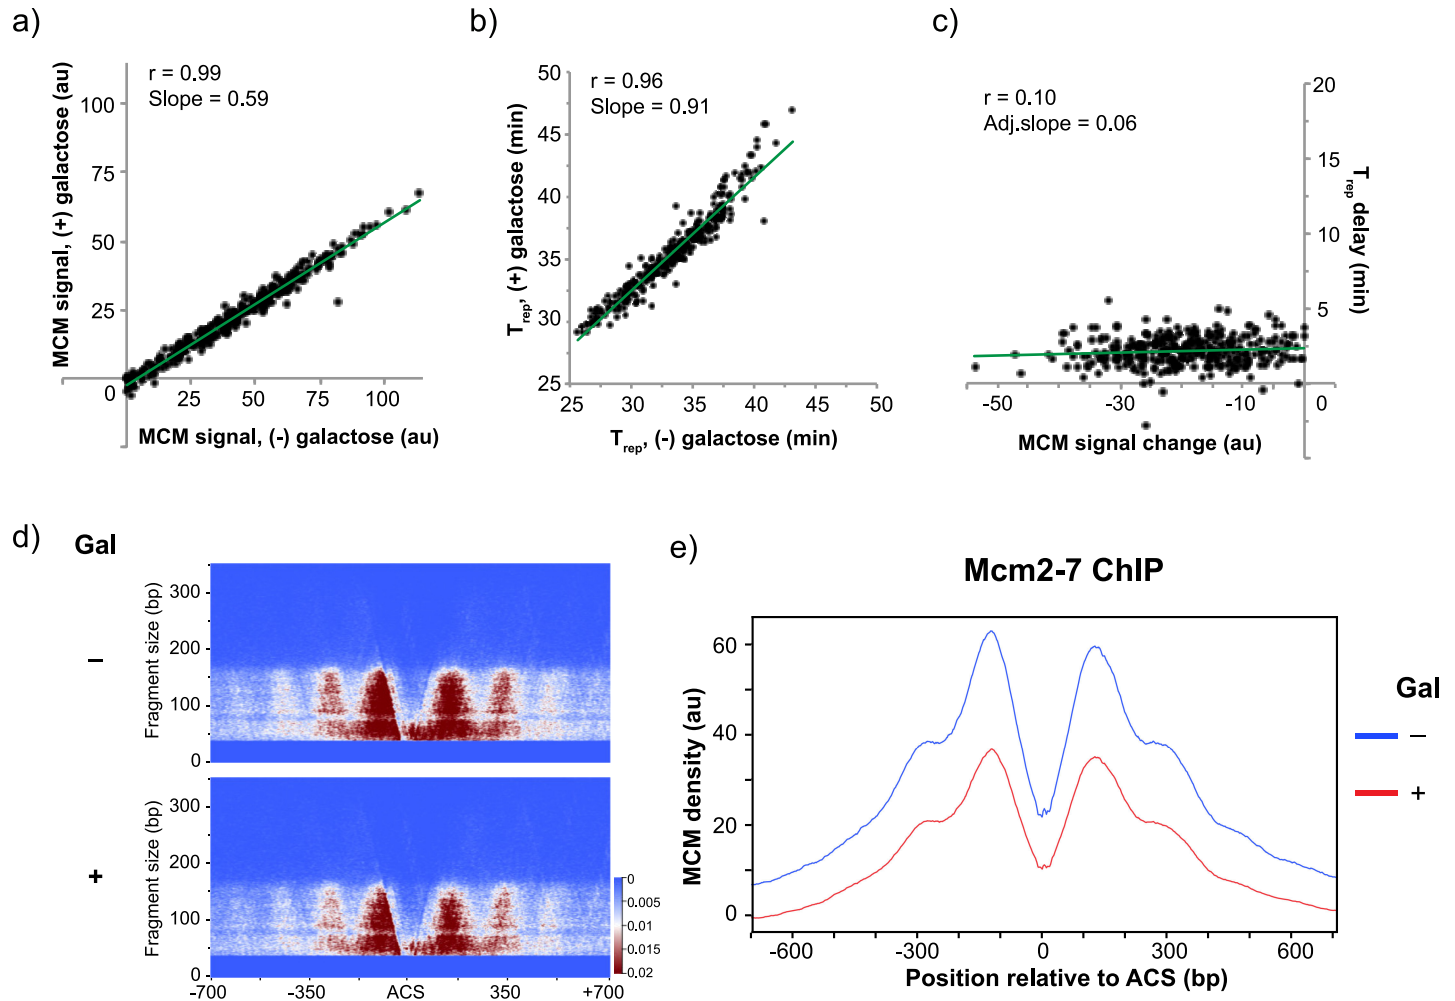 a)
r = 0.99
Slope = 0.59
MCM signal, (+) galactose (au)
100
75
50
25
0
25
50
75
100
MCM signal, (-) galactose (au)
b)
r = 0.96
Slope = 0.91
Trep, (+) galactose (min)
50
45
40
35
30
25
25
30
35
40
45
50
Trep, (-) galactose (min)
c)
r = 0.10
Adj.slope = 0.06
20
15
10
5
0
Trep delay (min)
-50
-30
-10
0
MCM signal change (au)
d)
Gal
−
Fragment size (bp)
300
200
100
0
+
Fragment size (bp)
300
200
100
0
0
0.005
0.01
0.015
0.02
-700
-350
ACS
350
+700
e)
Mcm2-7 ChIP
MCM density (au)
60
40
20
0
-600
-300
0
300
600
Position relative to ACS (bp)
Gal
−
+